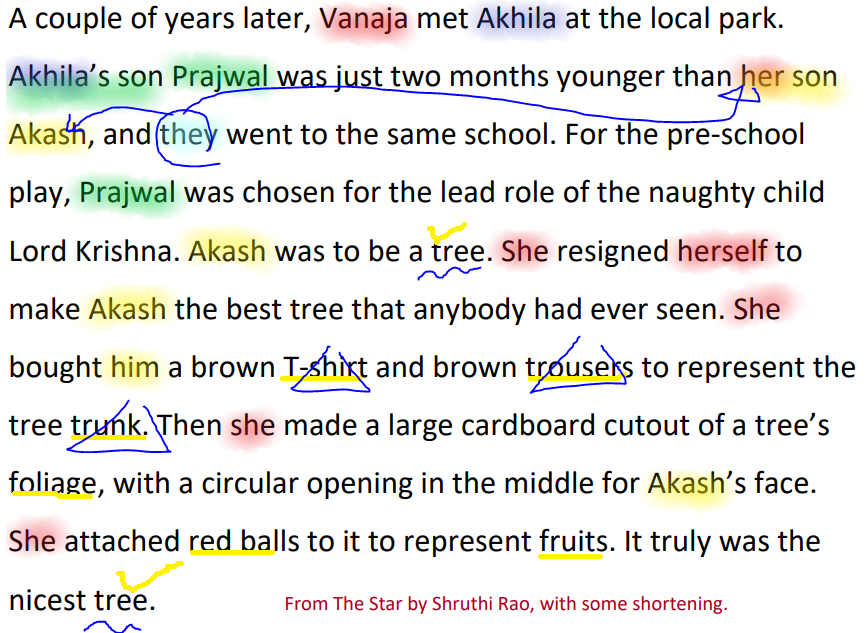 A couple of years later, Vanaja met Akhila at the local park.
Akhila’s son Prajwal was just two months younger than her son
Akash, and they went to the same school. For the pre-school
play, Prajwal was chosen for the lead role of the naughty child
Lord Krishna. Akash was to be a tree. She resigned herself to
make Akash the best tree that anybody had ever seen. She
bought him a brown T-shirt and brown trousers to represent the
tree trunk. Then she made a large cardboard cutout of a tree’s
foliage, with a circular opening in the middle for Akash’s face.
She attached red balls to it to represent fruits. It truly was the
nicest tree.
From The Star by Shruthi Rao, with some shortening.